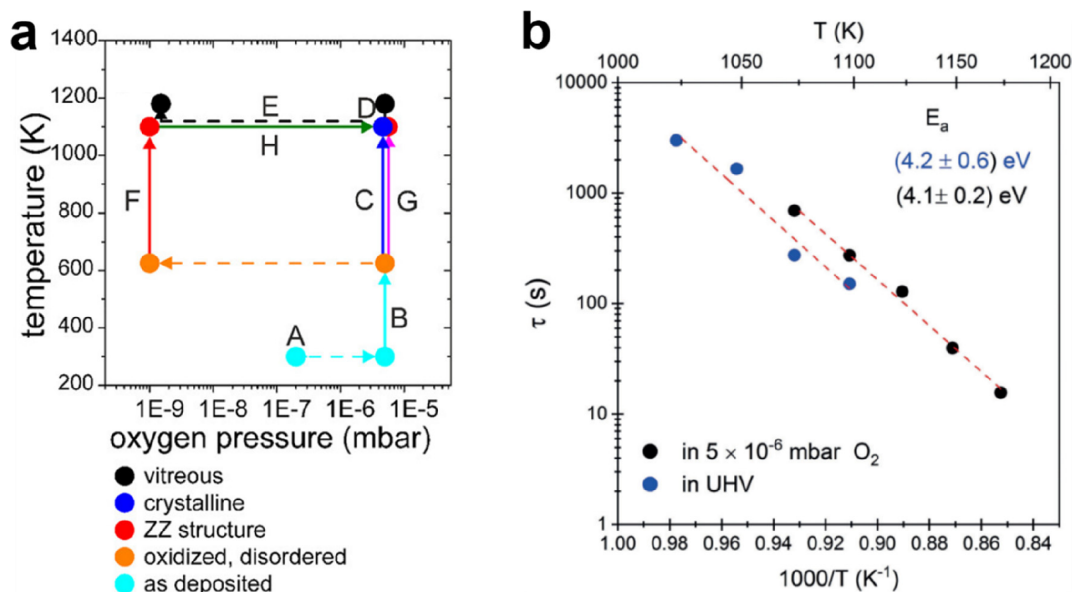 a
1400
1200
1000
800
600
400
200
temperature (K)
E
D
H
F
C
G
B
A
1E-9 1E-8 1E-7 1E-6 1E-5
oxygen pressure (mbar)
vitreous
crystalline
ZZ structure
oxidized, disordered
as deposited
b
T (K)
1000 1050 1100 1150 1200
10000
1000
100
10
1
τ (s)
Eₐ
(4.2 ± 0.6) eV
(4.1± 0.2) eV
in 5 × 10⁻⁶ mbar O₂
in UHV
1.00 0.98 0.96 0.94 0.92 0.90 0.88 0.86 0.84
1000/T (K⁻¹)